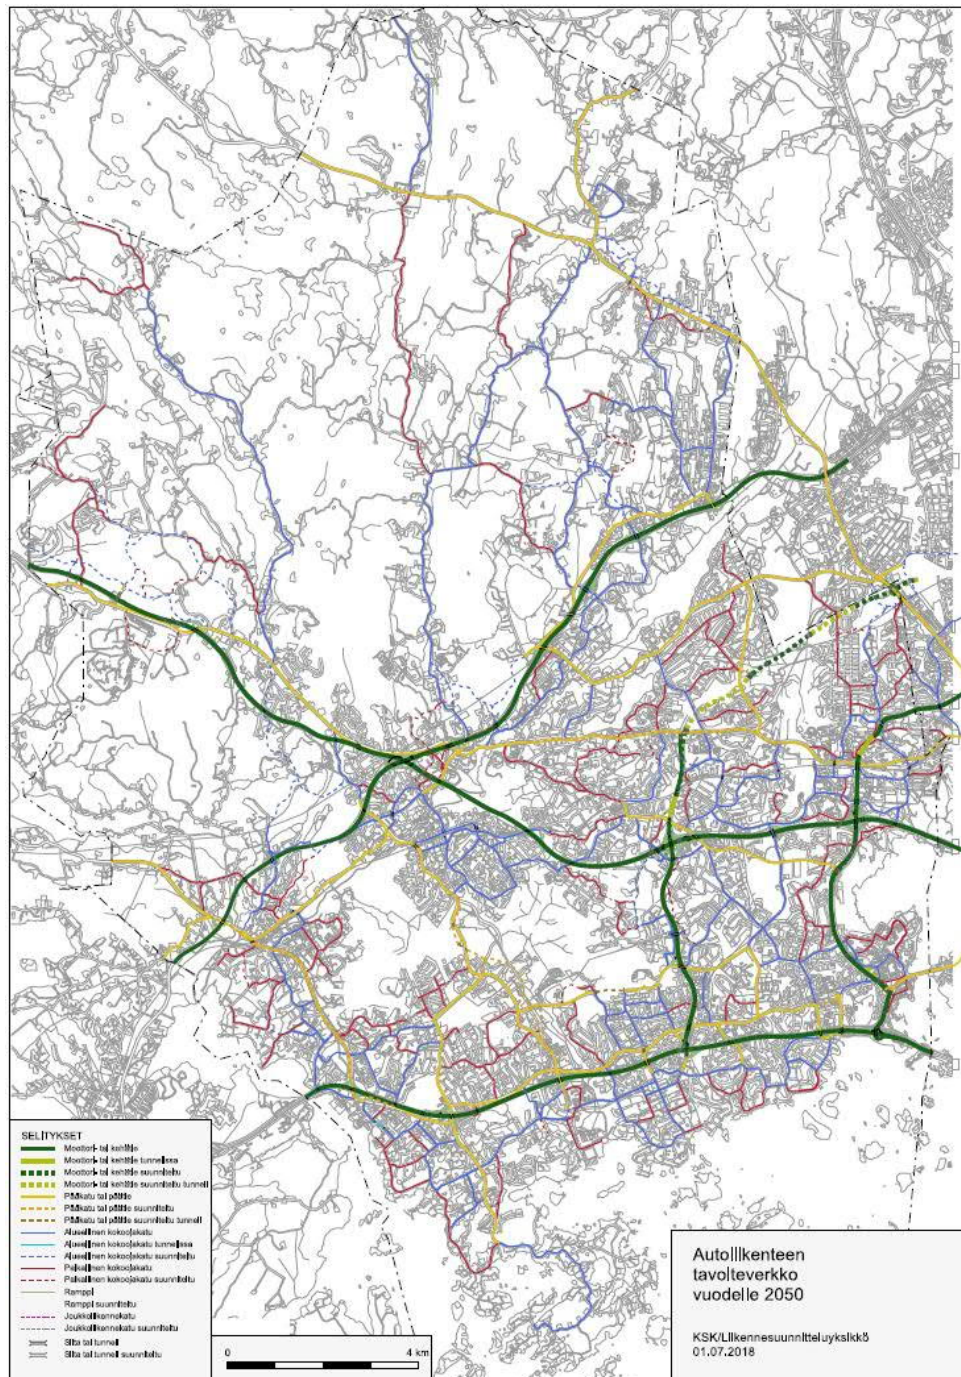 SELITYKSET
Moottori- tai kehätie
Moottori- tai kehätie tunnelissa
Moottori- tai kehätie suunniteltu
Moottori- tai kehätie suunniteltu tunneli
Pääkatu tai päätie
Pääkatu tai päätie suunniteltu
Pääkatu tai päätie suunniteltu tunneli
Alueellinen kokoojakatu
Alueellinen kokoojakatu tunnelissa
Alueellinen kokoojakatu suunniteltu
Paikallinen kokoojakatu
Paikallinen kokoojakatu suunniteltu
Ramppi
Ramppi suunniteltu
Joukkoliikennekatu
Joukkoliikennekatu suunniteltu
Silta tai tunneli
Silta tai tunneli suunniteltu
0 4 km
Autoliikenteen
tavoiteverkko
vuodelle 2050
KSK/Liikennesuunnitteluyksikkö
01.07.2018